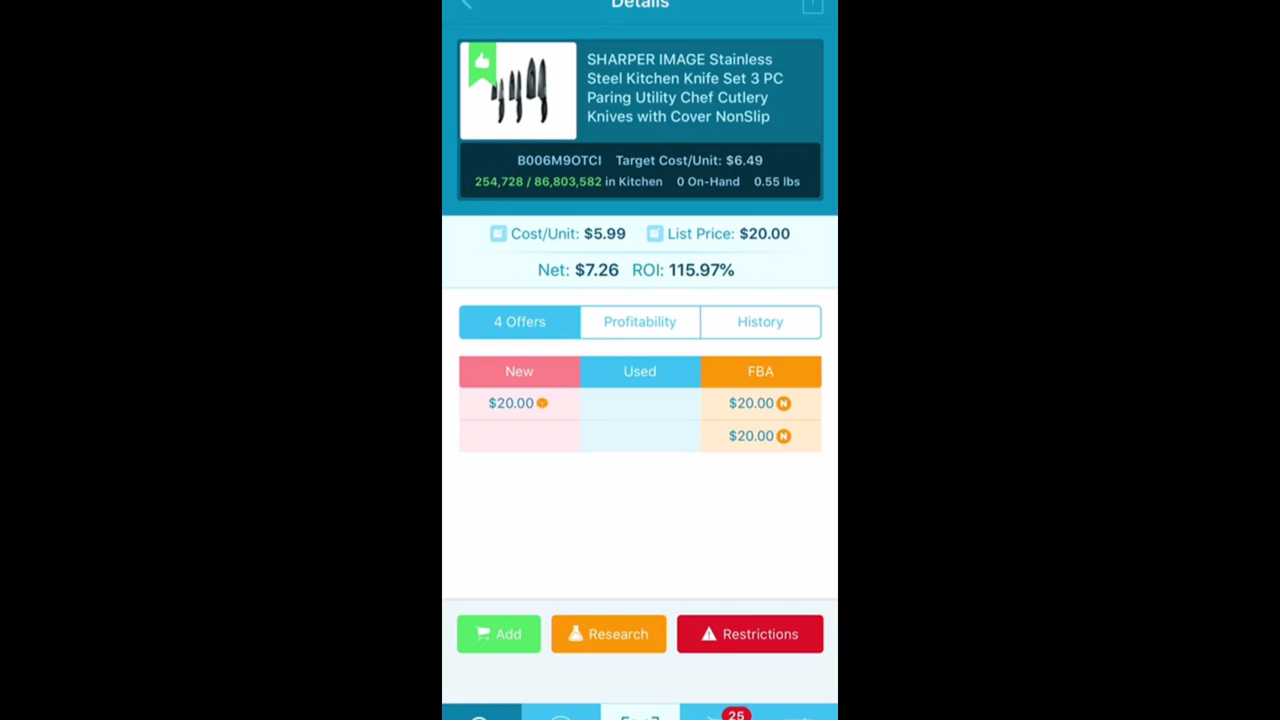 Details
SHARPER IMAGE Stainless
Steel Kitchen Knife Set 3 PC
Paring Utility Chef Cutlery
Knives with Cover NonSlip
B006M9OTCI Target Cost/Unit: $6.49
254,728 / 86,803,582 in Kitchen 0 On-Hand 0.55 lbs
Cost/Unit: $5.99 List Price: $20.00
Net: $7.26 ROI: 115.97%
4 Offers Profitability History
New Used FBA
$20.00 $20.00 N
$20.00 N
Add Research Restrictions
25